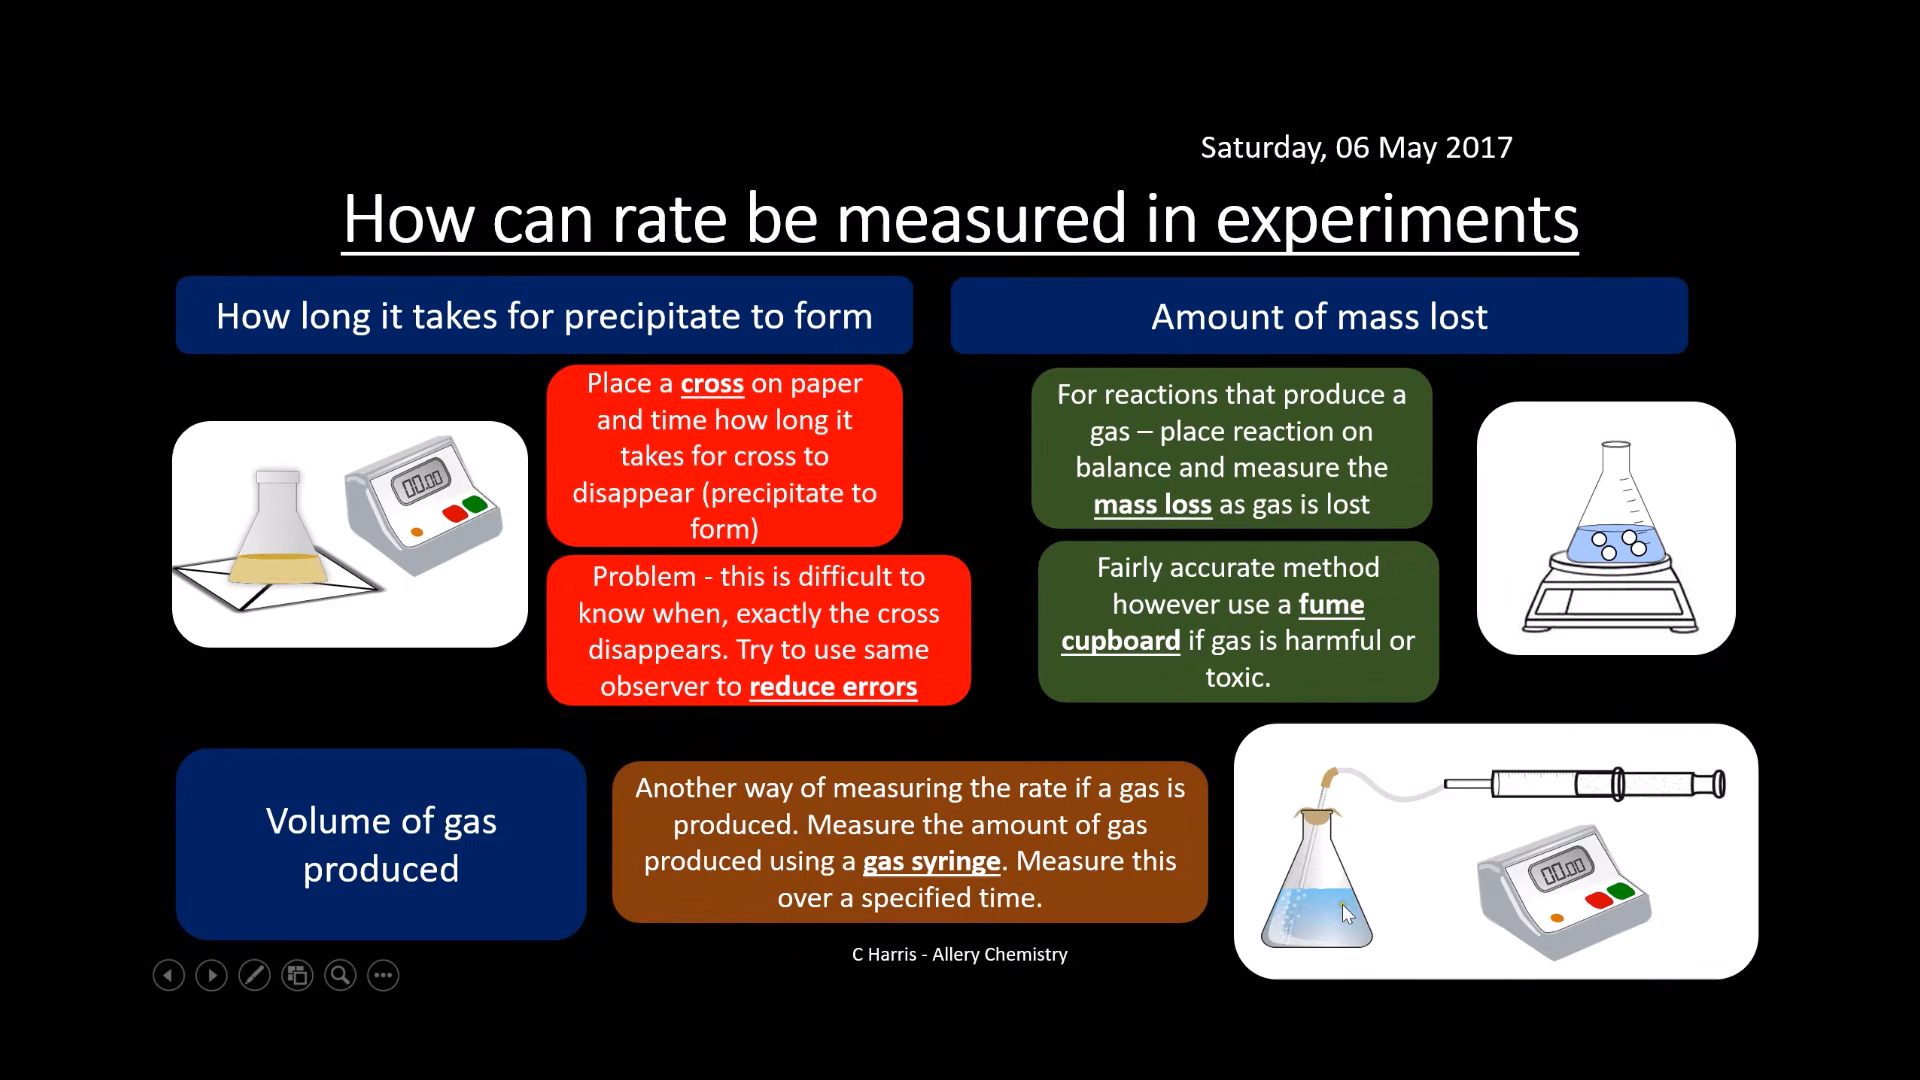 Saturday, 06 May 2017
How can rate be measured in experiments
How long it takes for precipitate to form
Amount of mass lost
Place a cross on paper
and time how long it
takes for cross to
disappear (precipitate to
form)
For reactions that produce a
gas – place reaction on
balance and measure the
mass loss as gas is lost
00.00
Problem - this is difficult to
know when, exactly the cross
disappears. Try to use same
observer to reduce errors
Fairly accurate method
however use a fume
cupboard if gas is harmful or
toxic.
Volume of gas
produced
Another way of measuring the rate if a gas is
produced. Measure the amount of gas
produced using a gas syringe. Measure this
over a specified time.
00.00
C Harris - Allery Chemistry